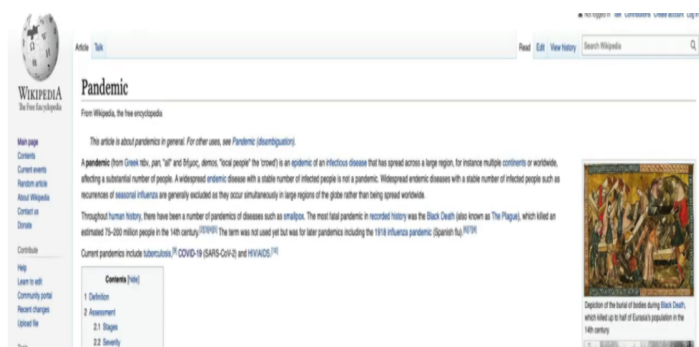 Not logged in Talk Contributions Create account Log in
Article Talk
Read Edit View history Search Wikipedia
WIKIPEDIA
The Free Encyclopedia
Pandemic
From Wikipedia, the free encyclopedia
Main page
Contents
Current events
Random article
About Wikipedia
Contact us
Donate
Contribute
Help
Learn to edit
Community portal
Recent changes
Upload file
This article is about pandemics in general. For other uses, see Pandemic (disambiguation).
A pandemic (from Greek πᾶν, pan, "all" and δῆμος, demos, "local people" the 'crowd') is an epidemic of an infectious disease that has spread across a large region, for instance multiple continents or worldwide,
affecting a substantial number of people. A widespread endemic disease with a stable number of infected people is not a pandemic. Widespread endemic diseases with a stable number of infected people such as
recurrences of seasonal influenza are generally excluded as they occur simultaneously in large regions of the globe rather than being spread worldwide.
Throughout human history, there have been a number of pandemics of diseases such as smallpox. The most fatal pandemic in recorded history was the Black Death (also known as The Plague), which killed an
estimated 75–200 million people in the 14th century.[2][3][4][5] The term was not used yet but was for later pandemics including the 1918 influenza pandemic (Spanish flu).[6][7][8]
Current pandemics include tuberculosis,[9] COVID-19 (SARS-CoV-2) and HIV/AIDS.[10]
Contents [hide]
1 Definition
2 Assessment
2.1 Stages
2.2 Severity
Depiction of the burial of bodies during Black Death,
which killed up to half of Eurasia's population in the
14th century.